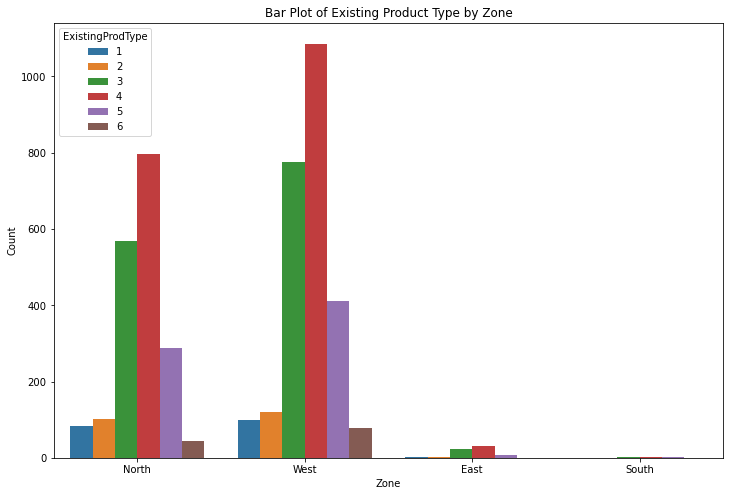 Bar Plot of Existing Product Type by Zone
ExistingProdType
1
2
3
4
5
6
1000
800
600
400
200
0
Count
North West East South
Zone